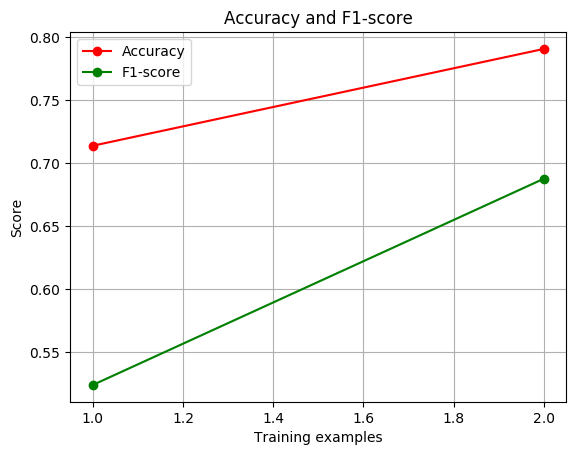 Accuracy and F1-score
Accuracy
F1-score
0.80
0.75
0.70
0.65
0.60
0.55
Score
1.0 1.2 1.4 1.6 1.8 2.0
Training examples